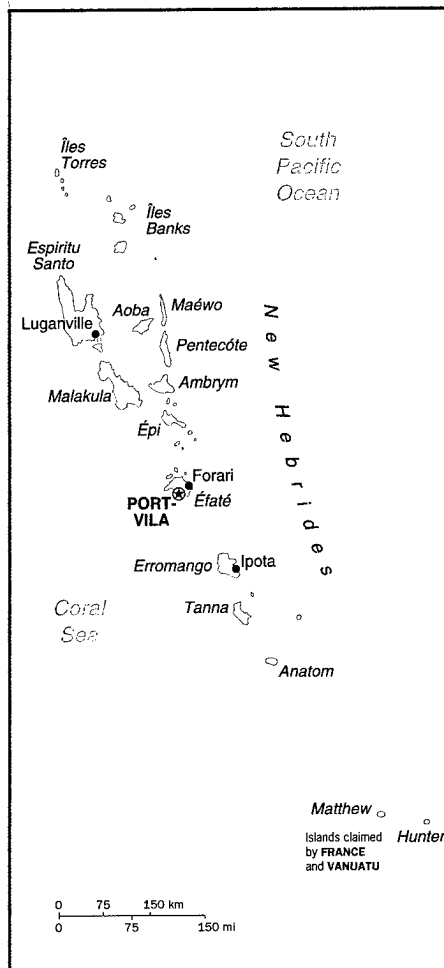 South
Pacific
Ocean
Îles
Torres
Îles
Banks
Espiritu
Santo
Luganville
Aoba
Maéwo
Pentecóte
Malakula
Ambrym
Épi
New Hebrides
Forari
PORT-
VILA
Éfaté
Erromango
Ipota
Coral
Sea
Tanna
Anatom
Matthew
Hunter
Islands claimed
by FRANCE
and VANUATU
0 75 150 km
0 75 150 mi